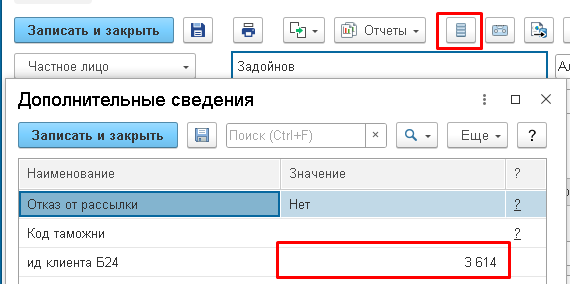 Записать и закрыть Отчеты
Частное лицо Задойнов А
Дополнительные сведения
Записать и закрыть Поиск (Ctrl+F) × Еще ?
Наименование Значение ?
Отказ от рассылки Нет ?
Код таможни ?
ид клиента Б24 3 614